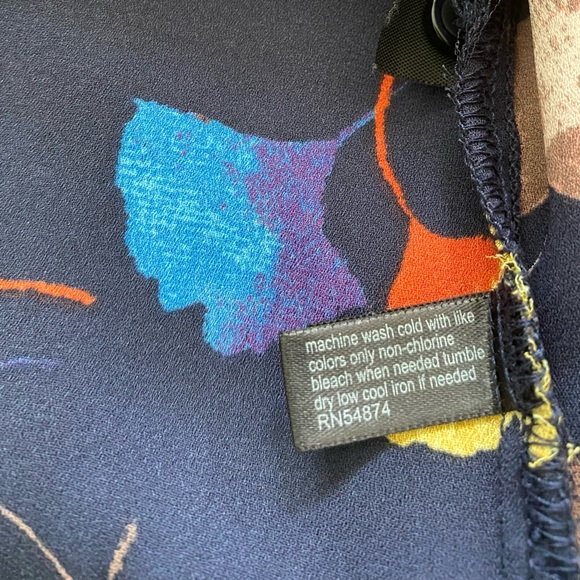 machine wash cold with like
colors only non-chlorine
bleach when needed tumble
dry low cool iron if needed
RN54874